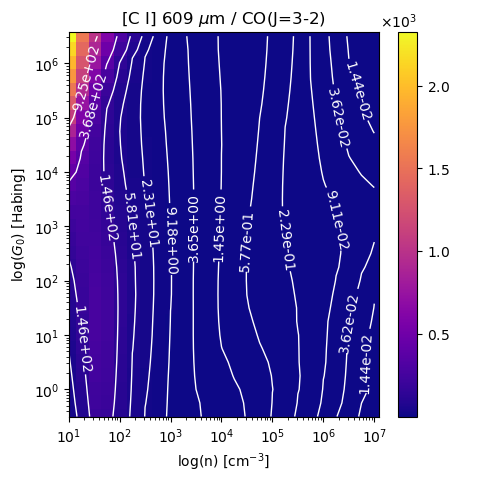 [C I] 609 μm / CO(J=3-2)
×10³
log(G₀) [Habing]
10⁶
10⁵
10⁴
10³
10²
10¹
10⁰
9.25e+02
3.68e+02
1.46e+02
5.81e+01
2.31e+01
9.18e+00
3.65e+00
1.45e+00
5.77e-01
2.29e-01
9.11e-02
3.62e-02
1.44e-02
1.46e+02
3.62e-02
1.44e-02
10¹ 10² 10³ 10⁴ 10⁵ 10⁶ 10⁷
log(n) [cm⁻³]
2.0
1.5
1.0
0.5